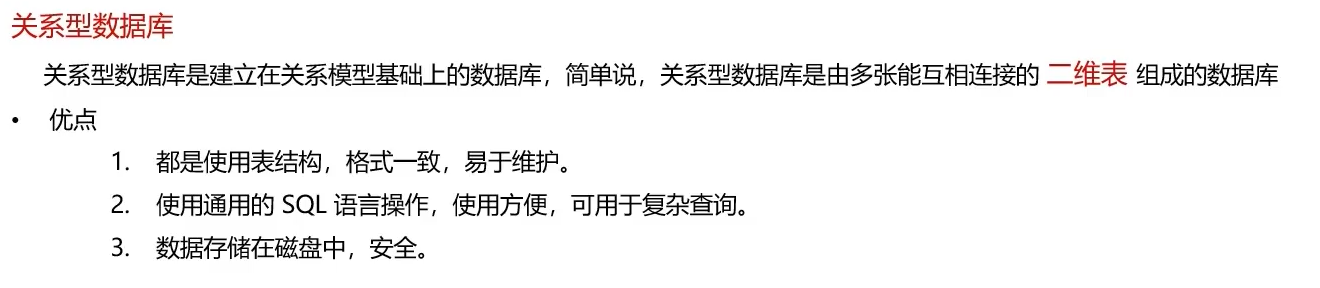 关系型数据库
关系型数据库是建立在关系模型基础上的数据库，简单说，关系型数据库是由多张能互相连接的 二维表 组成的数据库
• 优点
1. 都是使用表结构，格式一致，易于维护。
2. 使用通用的 SQL 语言操作，使用方便，可用于复杂查询。
3. 数据存储在磁盘中，安全。